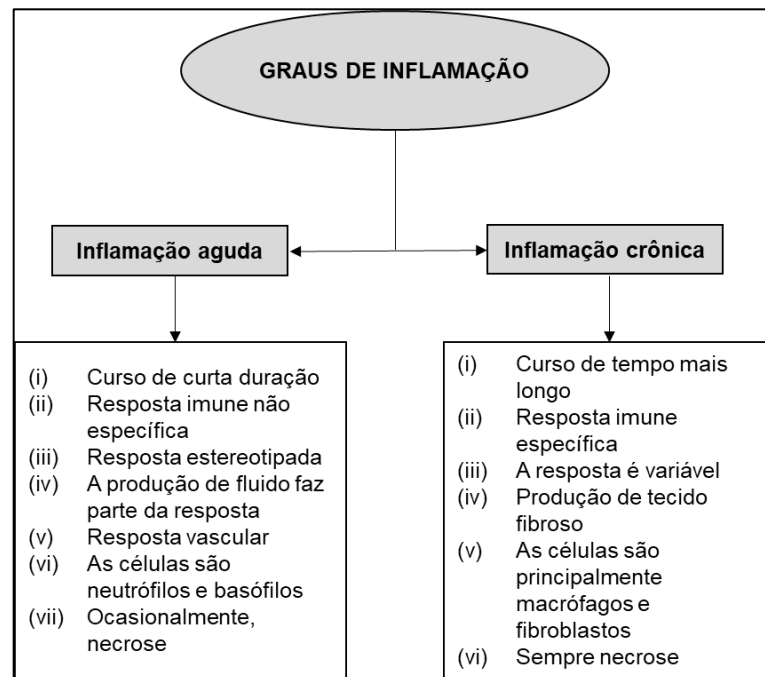 GRAUS DE INFLAMAÇÃO
Inflamação aguda
Inflamação crônica
(i) Curso de curta duração
(ii) Resposta imune não
específica
(iii) Resposta estereotipada
(iv) A produção de fluido faz
parte da resposta
(v) Resposta vascular
(vi) As células são
neutrófilos e basófilos
(vii) Ocasionalmente,
necrose
(i) Curso de tempo mais
longo
(ii) Resposta imune
específica
(iii) A resposta é variável
(iv) Produção de tecido
fibroso
(v) As células são
principalmente
macrófagos e
fibroblastos
(vi) Sempre necrose